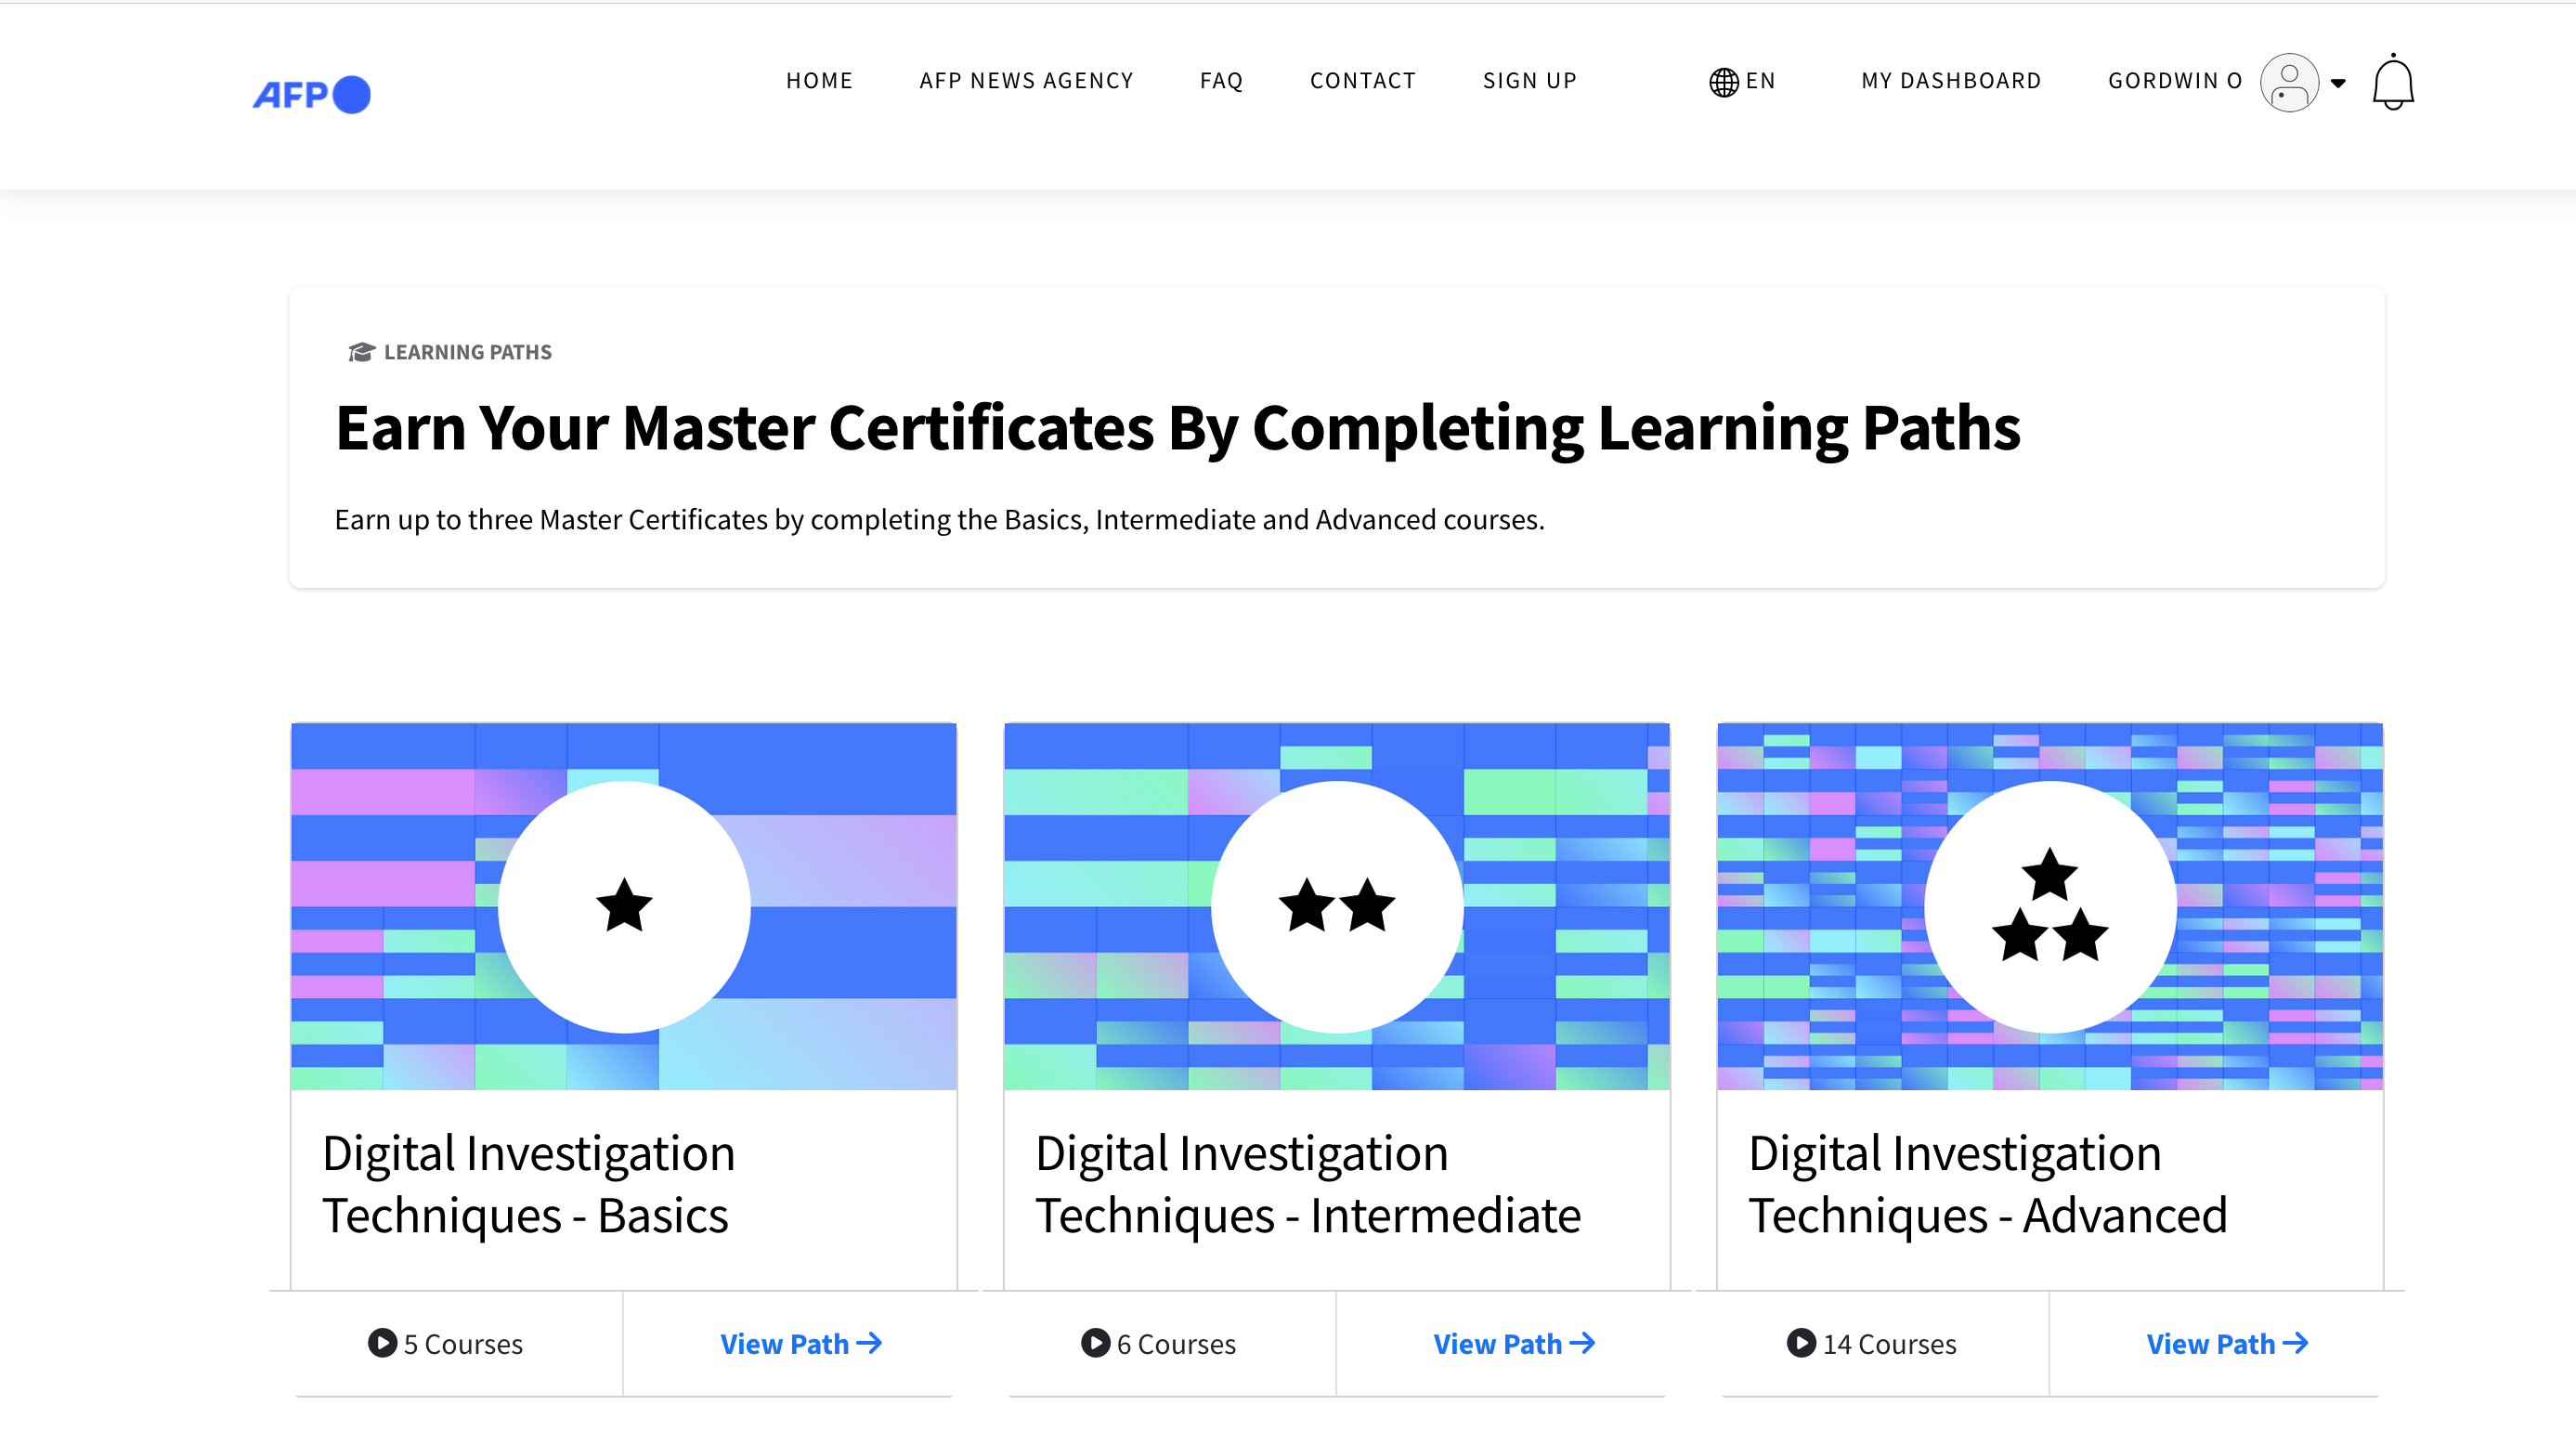 AFP
HOME AFP NEWS AGENCY FAQ CONTACT SIGN UP EN MY DASHBOARD GORDWIN O
LEARNING PATHS
Earn Your Master Certificates By Completing Learning Paths
Earn up to three Master Certificates by completing the Basics, Intermediate and Advanced courses.
Digital Investigation
Techniques - Basics
5 Courses
View Path →
Digital Investigation
Techniques - Intermediate
6 Courses
View Path →
Digital Investigation
Techniques - Advanced
14 Courses
View Path →